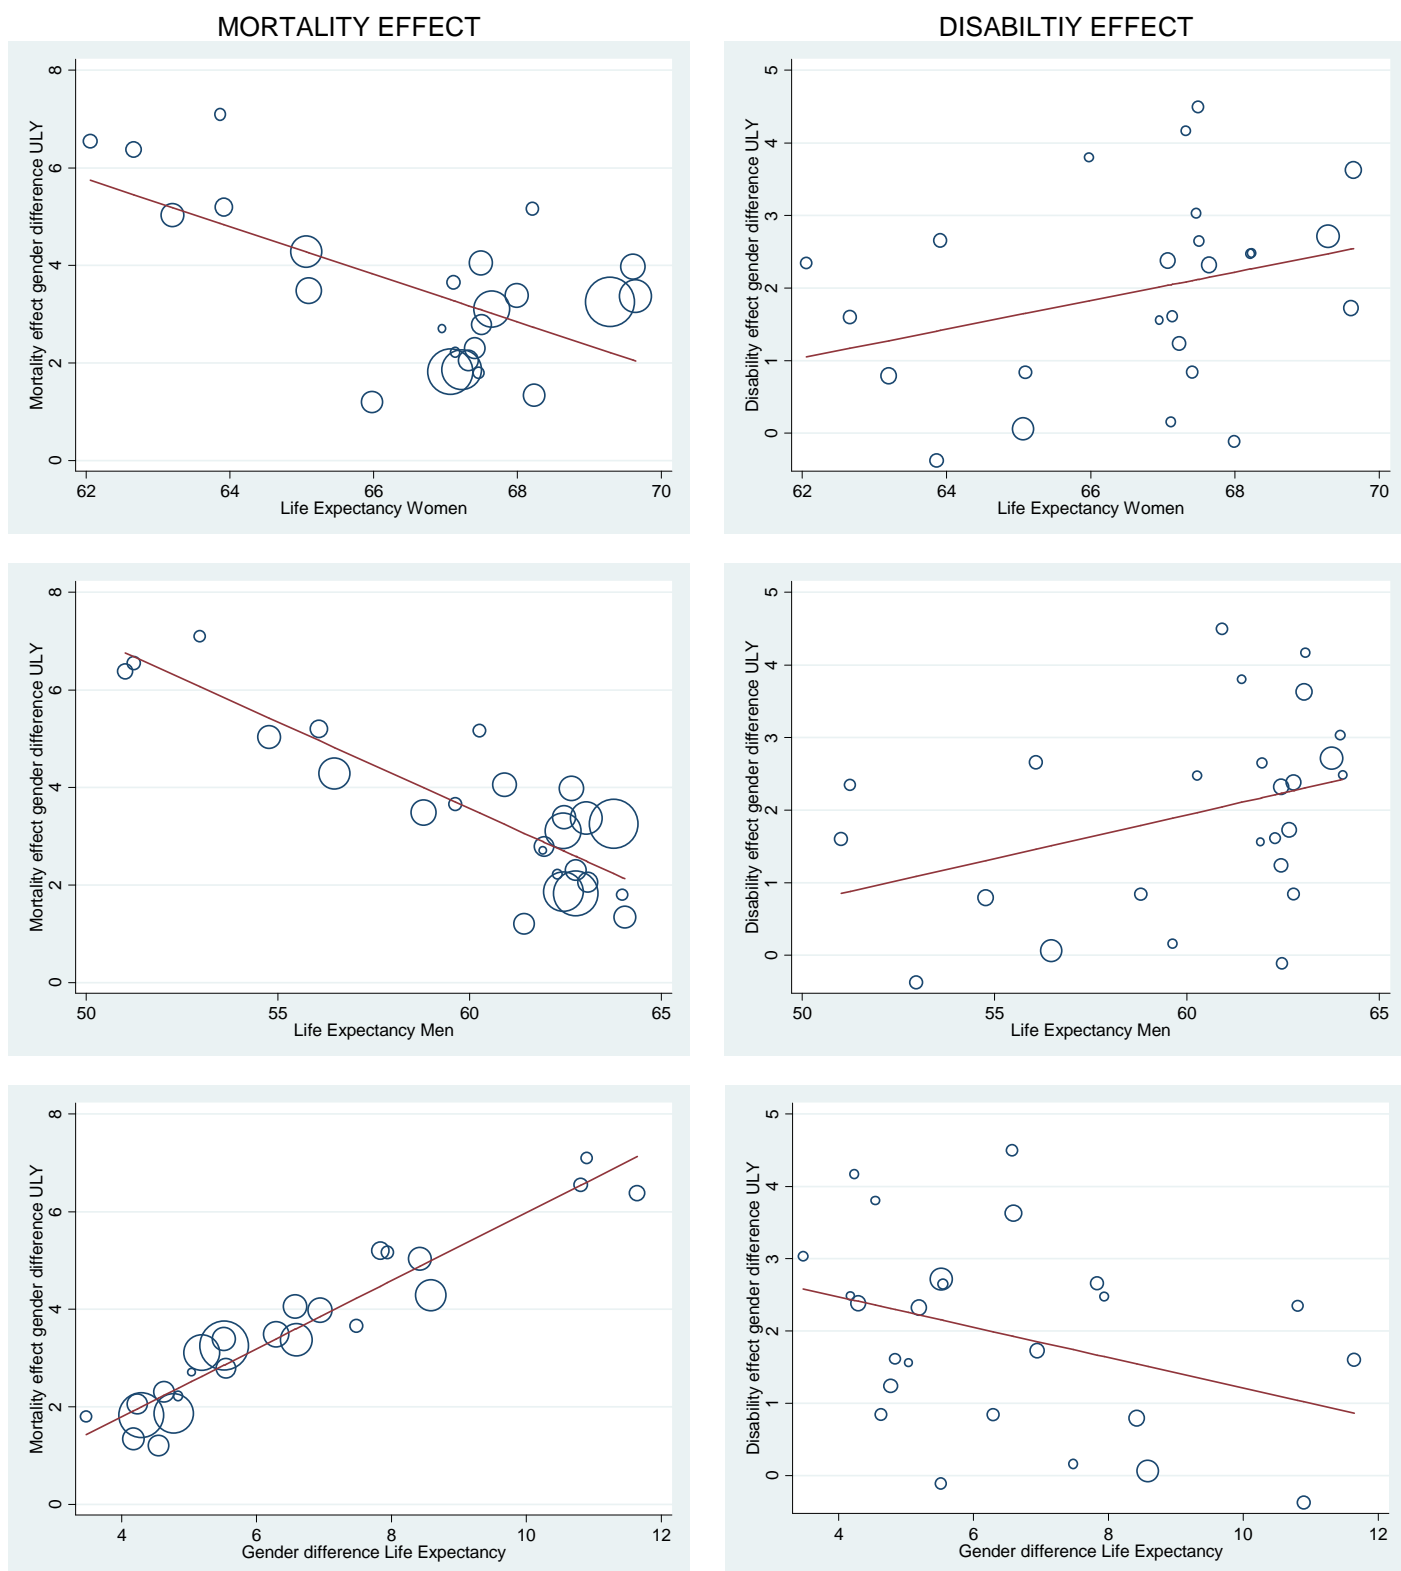 MORTALITY EFFECT
DISABILTIY EFFECT
Mortality effect gender difference ULY
8
6
4
2
0
62 64 66 68 70
Life Expectancy Women
Disability effect gender difference ULY
5
4
3
2
1
0
62 64 66 68 70
Life Expectancy Women
Mortality effect gender difference ULY
8
6
4
2
0
50 55 60 65
Life Expectancy Men
Disability effect gender difference ULY
5
4
3
2
1
0
50 55 60 65
Life Expectancy Men
Mortality effect gender difference ULY
8
6
4
2
0
4 6 8 10 12
Gender difference Life Expectancy
Disability effect gender difference ULY
5
4
3
2
1
0
4 6 8 10 12
Gender difference Life Expectancy